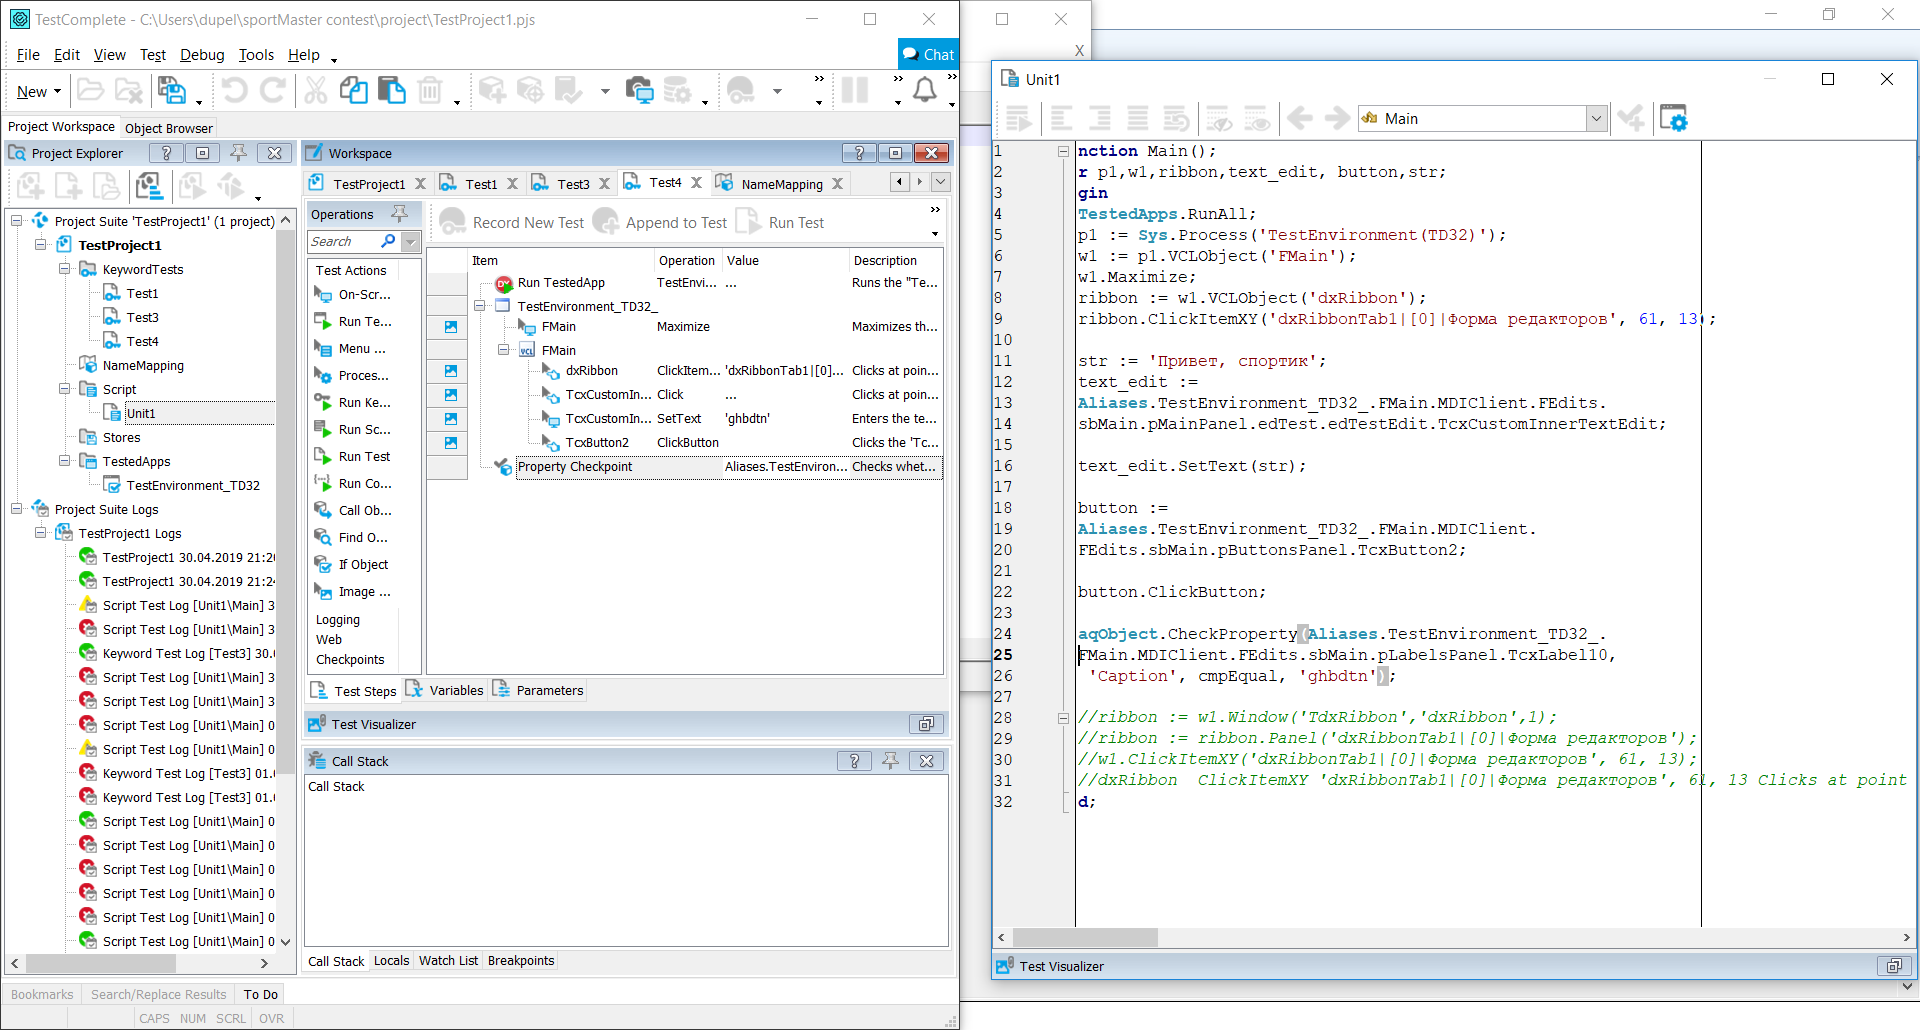 TestComplete - C:\Users\dupel\sportMaster contest\project\TestProject1.pjs
File Edit View Test Debug Tools Help
Chat
New
Project Workspace Object Browser
Project Explorer
Project Suite 'TestProject1' (1 project)
TestProject1
KeywordTests
Test1
Test3
Test4
NameMapping
Script
Unit1
Stores
TestedApps
TestEnvironment_TD32
Project Suite Logs
TestProject1 Logs
TestProject1 30.04.2019 21:20
TestProject1 30.04.2019 21:24
Script Test Log [Unit1\Main] 3
Script Test Log [Unit1\Main] 3
Keyword Test Log [Test3] 30.
Script Test Log [Unit1\Main] 3
Script Test Log [Unit1\Main] 3
Script Test Log [Unit1\Main] 0
Script Test Log [Unit1\Main] 0
Keyword Test Log [Test3] 01.
Keyword Test Log [Test3] 01.
Script Test Log [Unit1\Main] 0
Script Test Log [Unit1\Main] 0
Script Test Log [Unit1\Main] 0
Script Test Log [Unit1\Main] 0
Script Test Log [Unit1\Main] 0
Script Test Log [Unit1\Main] 0
Bookmarks Search/Replace Results To Do
CAPS NUM SCRL OVR
Workspace
TestProject1 Test1 Test3 Test4 NameMapping
Operations
Search
Test Actions
On-Scr...
Run Te...
Menu ...
Proces...
Run Ke...
Run Sc...
Run Test
Run Co...
Call Ob...
Find O...
If Object
Image ...
Logging
Web
Checkpoints
Record New Test Append to Test Run Test
Item Operation Value Description
Run TestedApp TestEnvi... ... Runs the "Te...
TestEnvironment_TD32_
FMain Maximize Maximizes th...
FMain
dxRibbon ClickItem... 'dxRibbonTab1|[0]... Clicks at poin...
TcxCustomIn... Click ... Clicks at poin...
TcxCustomIn... SetText 'ghbdtn' Enters the te...
TcxButton2 ClickButton Clicks the 'Tc...
Property Checkpoint Aliases.TestEnviron... Checks whet...
Test Steps Variables Parameters
Test Visualizer
Call Stack
Call Stack
Call Stack Locals Watch List Breakpoints
Unit1
Main
1 nction Main();
2 r p1,w1,ribbon,text_edit, button,str;
3 gin
4 TestedApps.RunAll;
5 p1 := Sys.Process('TestEnvironment(TD32)');
6 w1 := p1.VCLObject('FMain');
7 w1.Maximize;
8 ribbon := w1.VCLObject('dxRibbon');
9 ribbon.ClickItemXY('dxRibbonTab1|[0]|Форма редакторов', 61, 13);
10
11 str := 'Привет, спортик';
12 text_edit :=
13 Aliases.TestEnvironment_TD32_.FMain.MDIClient.FEdits.
14 sbMain.pMainPanel.edTest.edTestEdit.TcxCustomInnerTextEdit;
15
16 text_edit.SetText(str);
17
18 button :=
19 Aliases.TestEnvironment_TD32_.FMain.MDIClient.
20 FEdits.sbMain.pButtonsPanel.TcxButton2;
21
22 button.ClickButton;
23
24 aqObject.CheckProperty(Aliases.TestEnvironment_TD32_.
25 FMain.MDIClient.FEdits.sbMain.pLabelsPanel.TcxLabel10,
26 'Caption', cmpEqual, 'ghbdtn');
27
28 //ribbon := w1.Window('TdxRibbon','dxRibbon',1);
29 //ribbon := ribbon.Panel('dxRibbonTab1|[0]|Форма редакторов');
30 //w1.ClickItemXY('dxRibbonTab1|[0]|Форма редакторов', 61, 13);
31 //dxRibbon ClickItemXY 'dxRibbonTab1|[0]|Форма редакторов', 61, 13 Clicks at point
32 d;
Test Visualizer